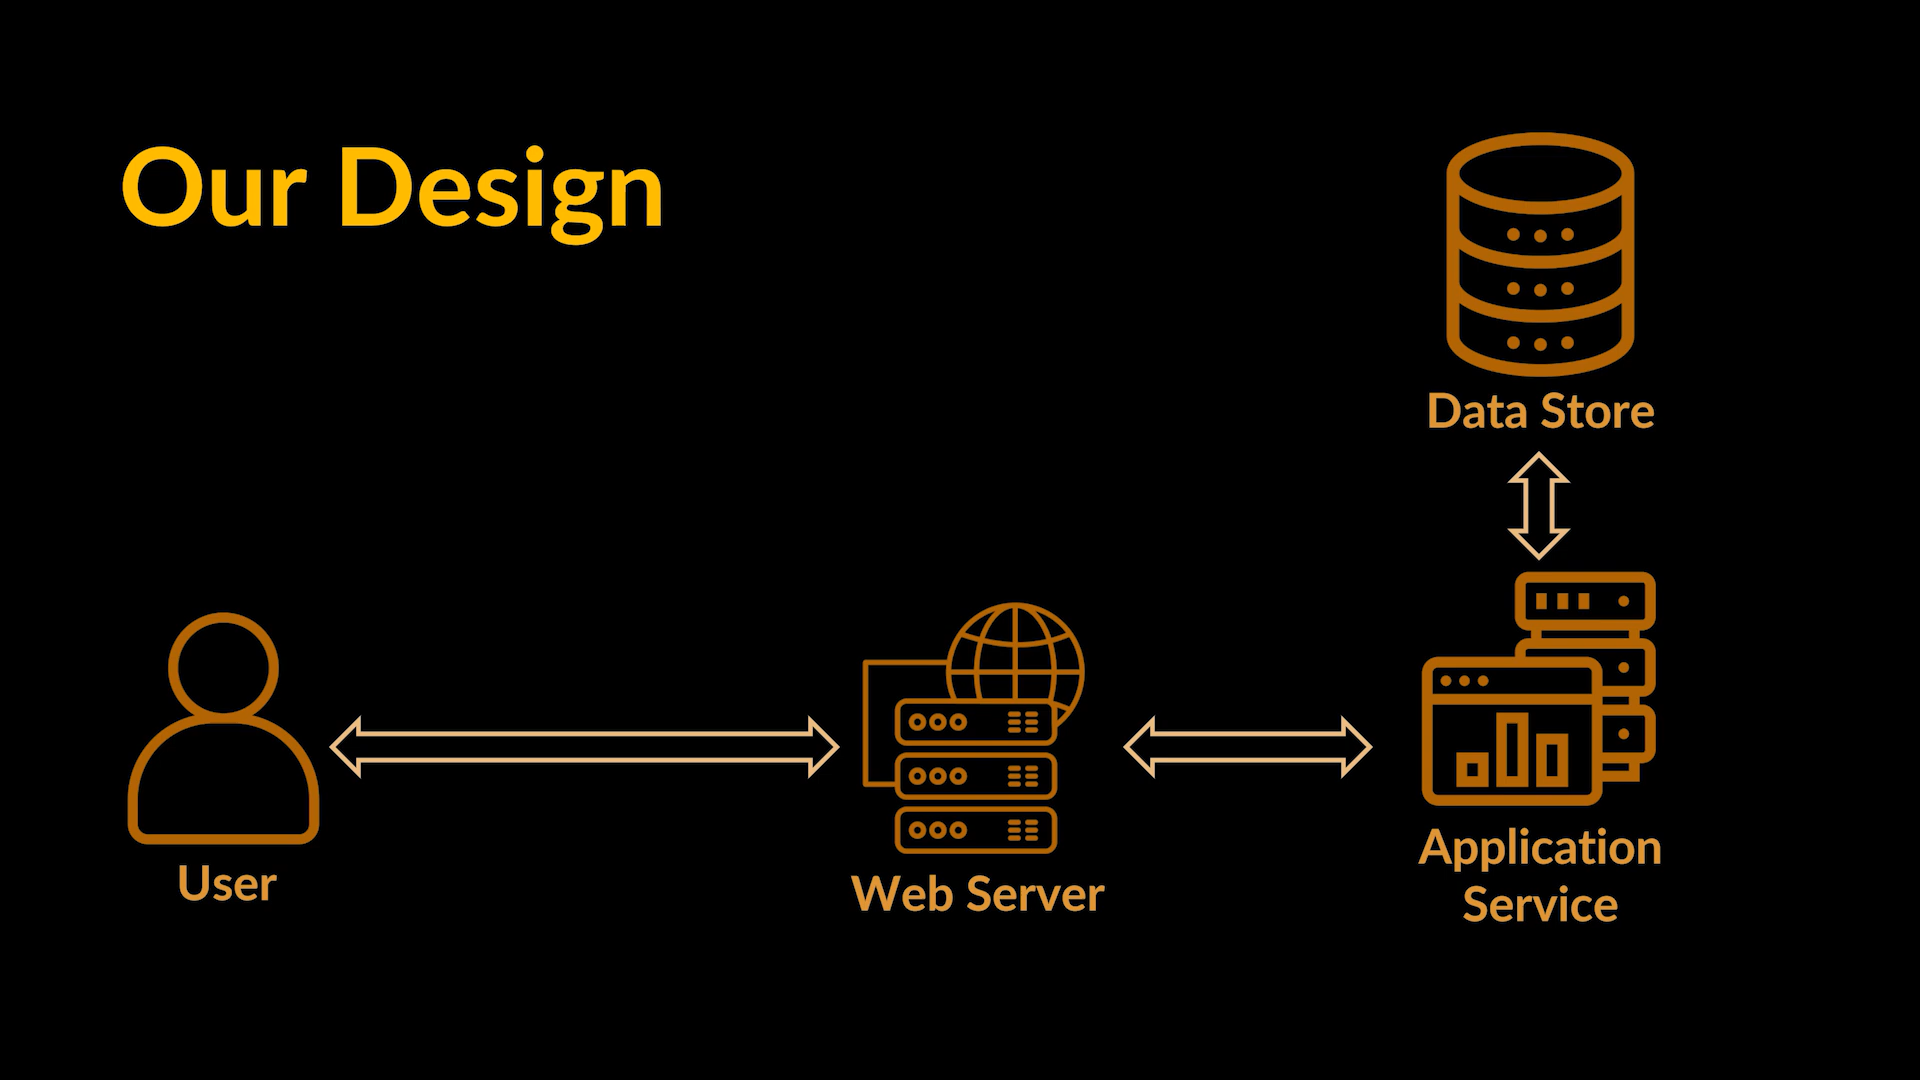 Our Design
Data Store
User
Web Server
Application
Service